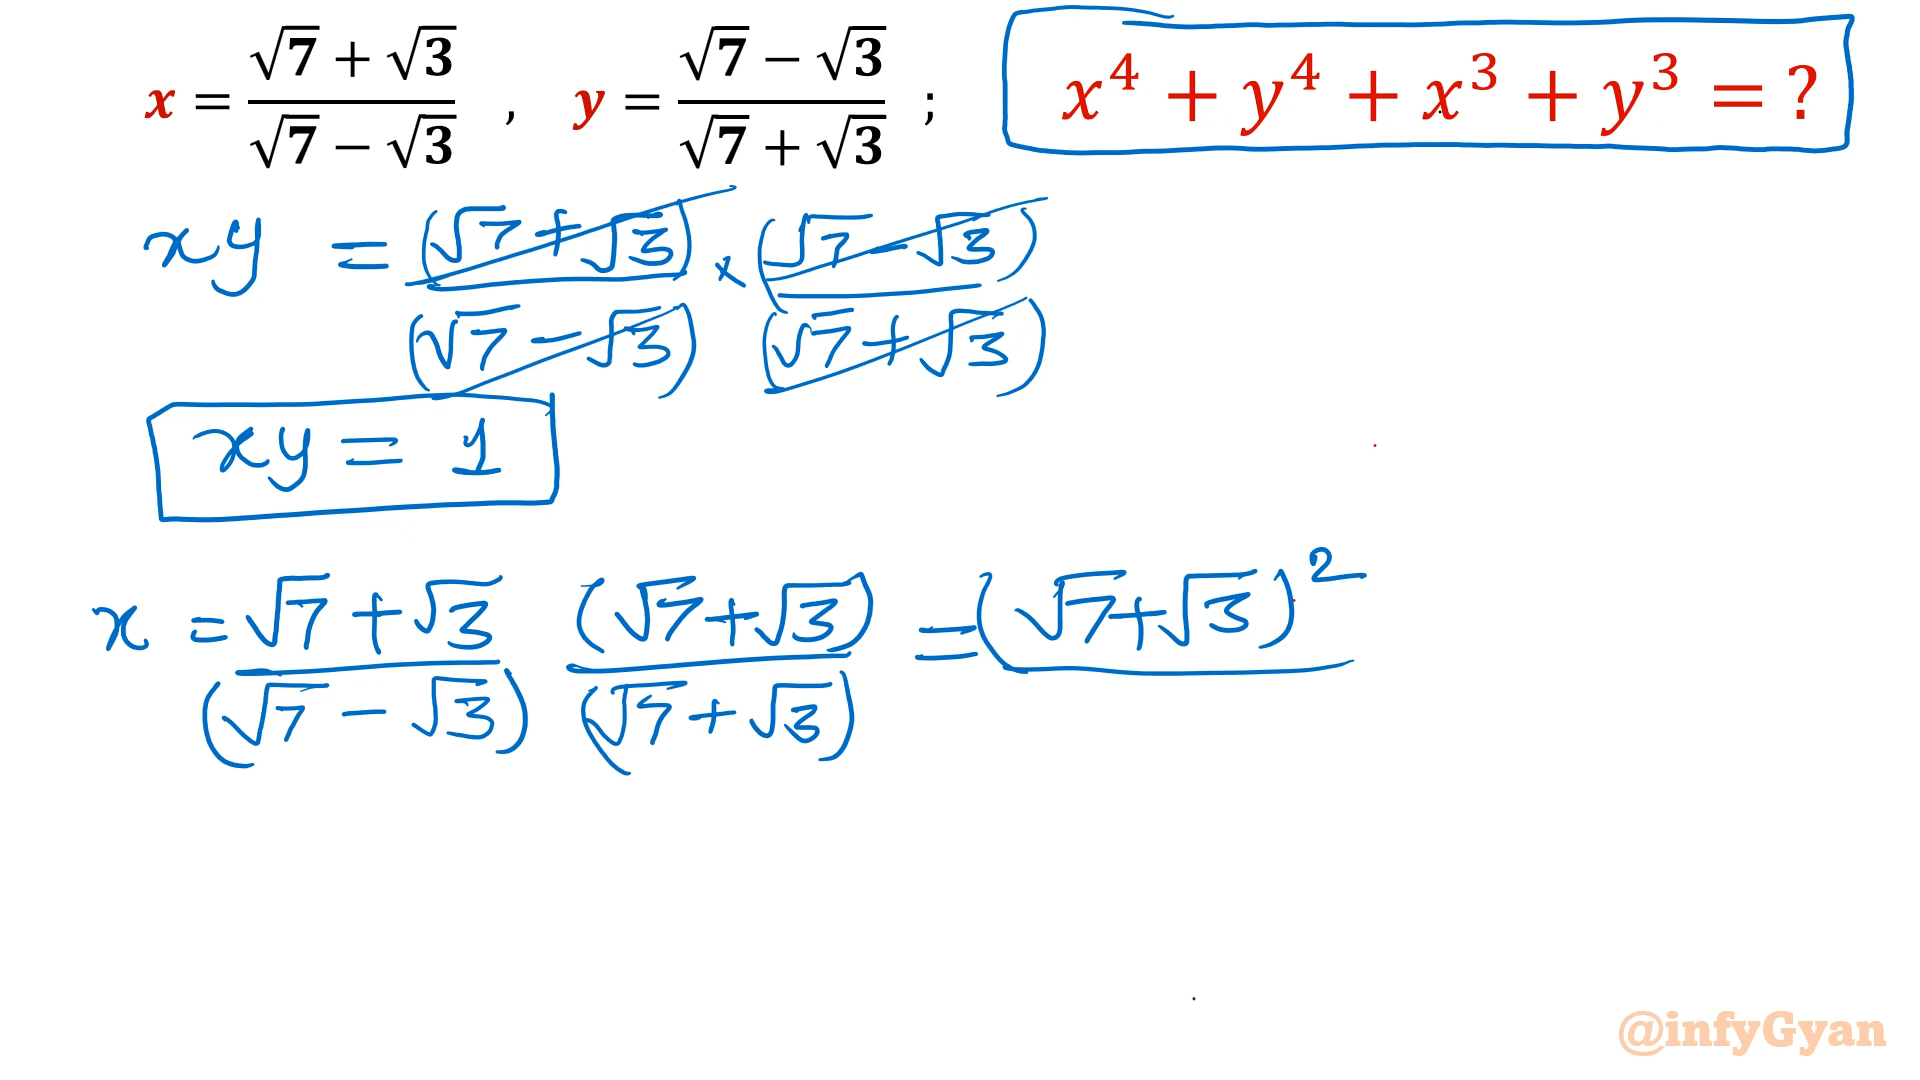 x = (√7 + √3)/(√7 − √3) , y = (√7 − √3)/(√7 + √3) ; x⁴ + y⁴ + x³ + y³ = ?
xy = (√7 + √3)/(√7 − √3) × (√7 − √3)/(√7 + √3)
xy = 1
x = √7 + √3/(√7 − √3) (√7 + √3)/(√7 + √3) = (√7 + √3)²
@infyGyan